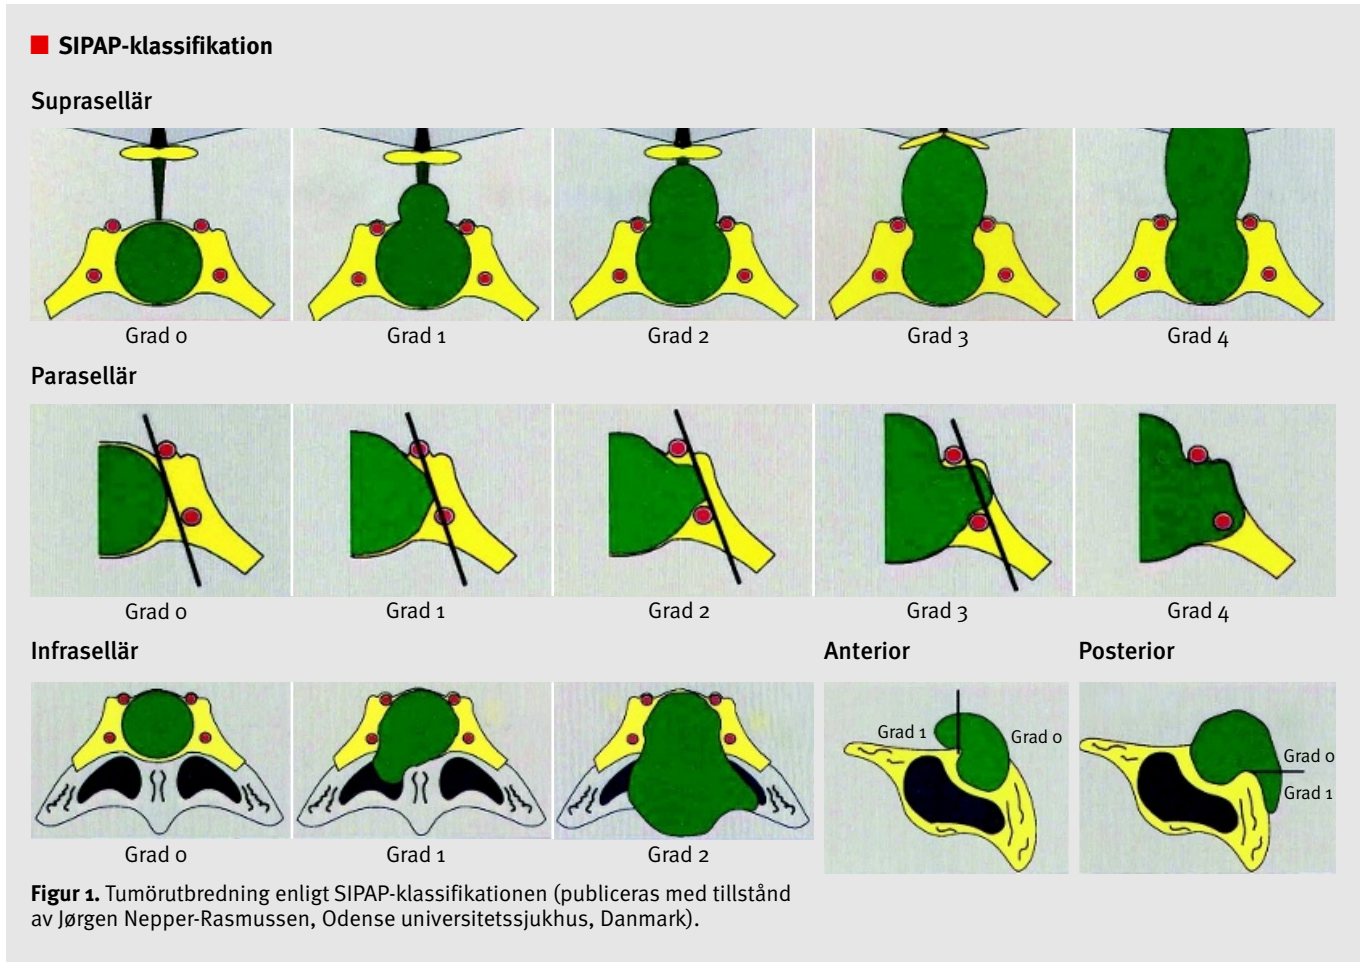 SIPAP-klassifikation
Suprasellär
Grad 0
Grad 1
Grad 2
Grad 3
Grad 4
Parasellär
Grad 0
Grad 1
Grad 2
Grad 3
Grad 4
Infrasellär
Grad 0
Grad 1
Grad 2
Anterior
Grad 1
Grad 0
Posterior
Grad 0
Grad 1
Figur 1. Tumörutbredning enligt SIPAP-klassifikationen (publiceras med tillstånd
av Jørgen Nepper-Rasmussen, Odense universitetssjukhus, Danmark).